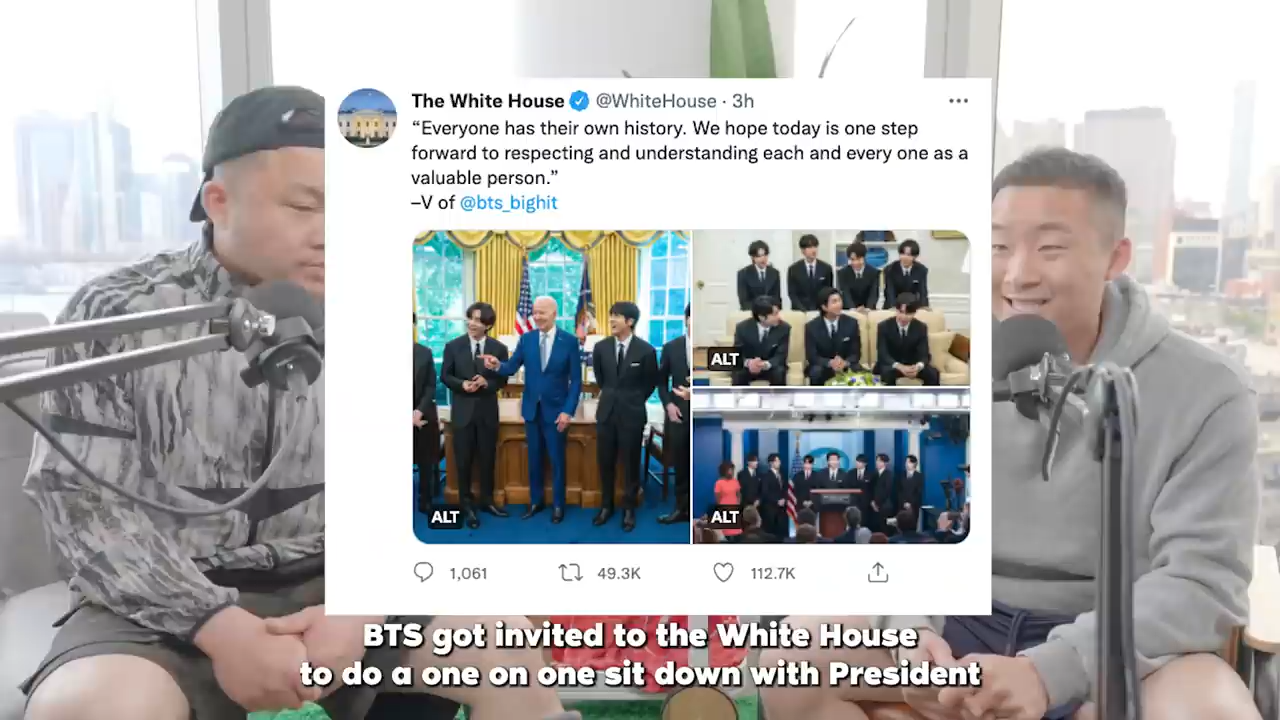 The White House @WhiteHouse · 3h
“Everyone has their own history. We hope today is one step
forward to respecting and understanding each and every one as a
valuable person.”
–V of @bts_bighit
ALT
ALT
ALT
1,061 49.3K 112.7K
BTS got invited to the White House
to do a one on one sit down with President